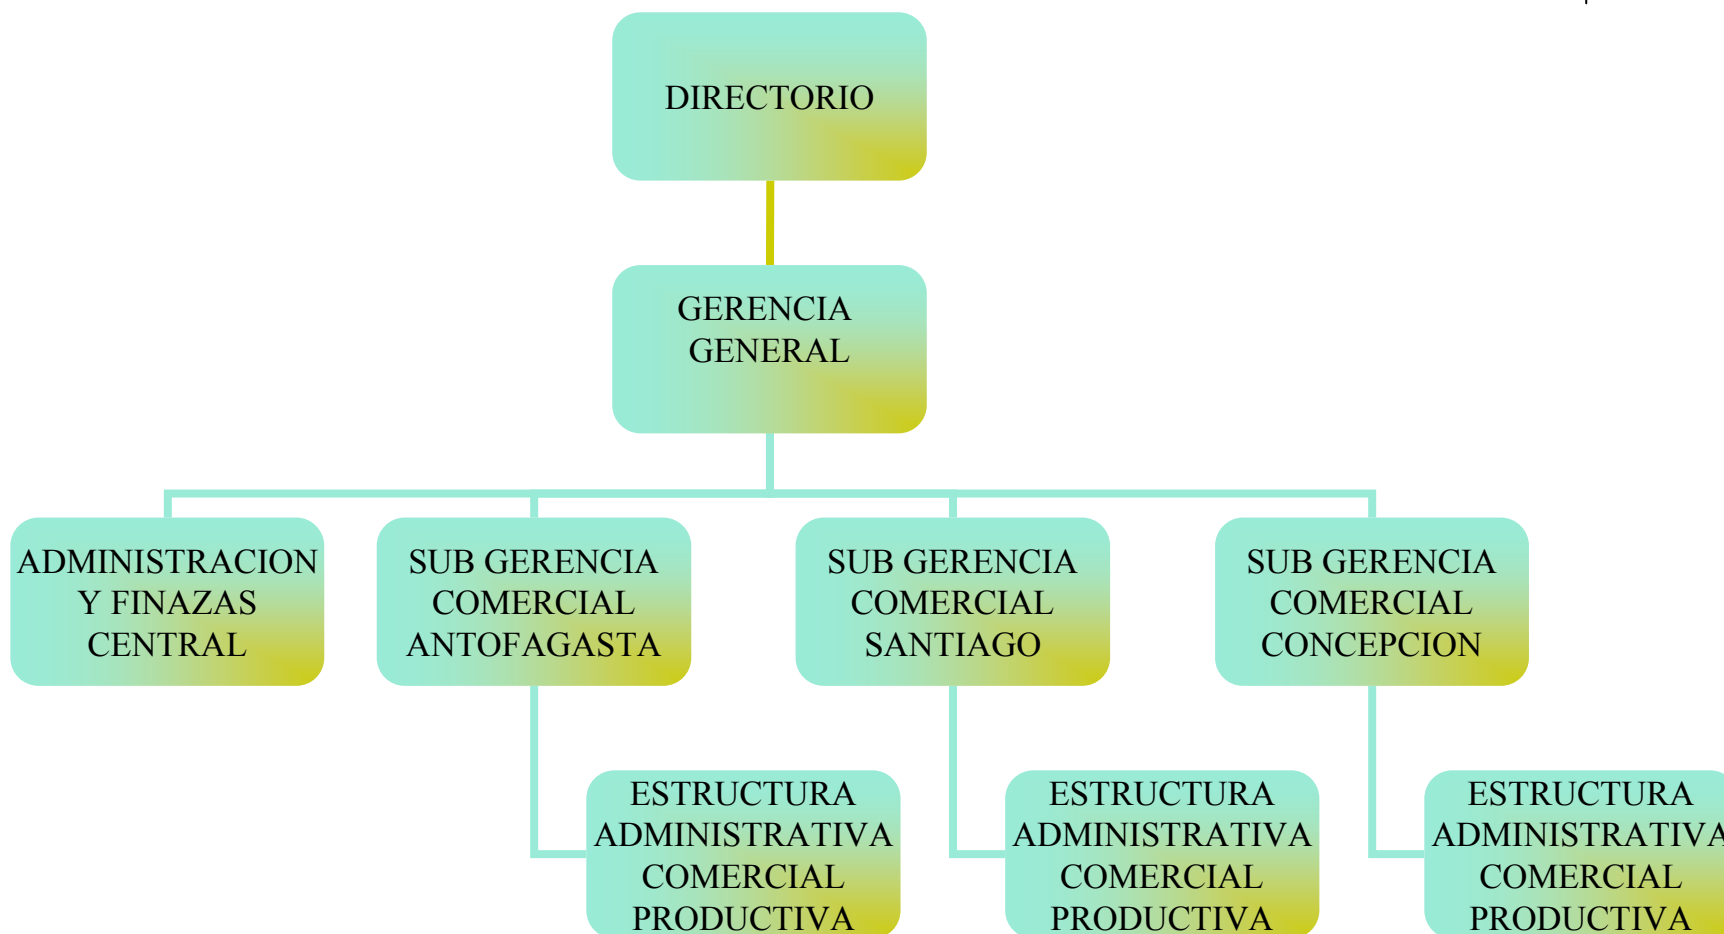 DIRECTORIO
GERENCIA
GENERAL
ADMINISTRACION
Y FINAZAS
CENTRAL
SUB GERENCIA
COMERCIAL
ANTOFAGASTA
SUB GERENCIA
COMERCIAL
SANTIAGO
SUB GERENCIA
COMERCIAL
CONCEPCION
ESTRUCTURA
ADMINISTRATIVA
COMERCIAL
PRODUCTIVA
ESTRUCTURA
ADMINISTRATIVA
COMERCIAL
PRODUCTIVA
ESTRUCTURA
ADMINISTRATIVA
COMERCIAL
PRODUCTIVA